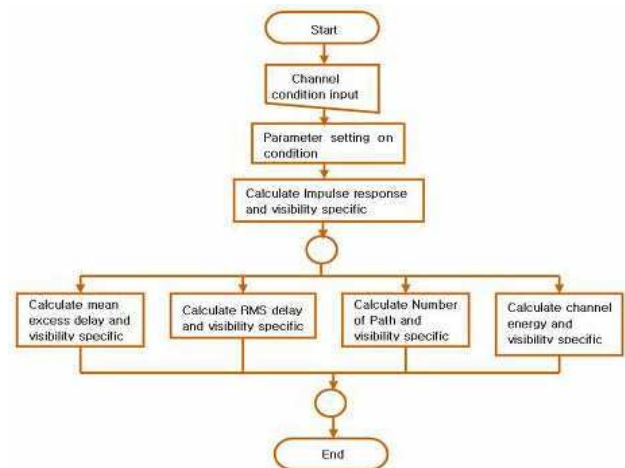 Start
Channel
condition input
Parameter setting on
condition
Calculate Impulse response
and visibility specific
Calculate mean
excess delay and
visibility specific
Calculate RMS delay
and visibility specific
Calculate Number
of Path and
visibility specific
Calculate channel
energy and
visibility specific
End